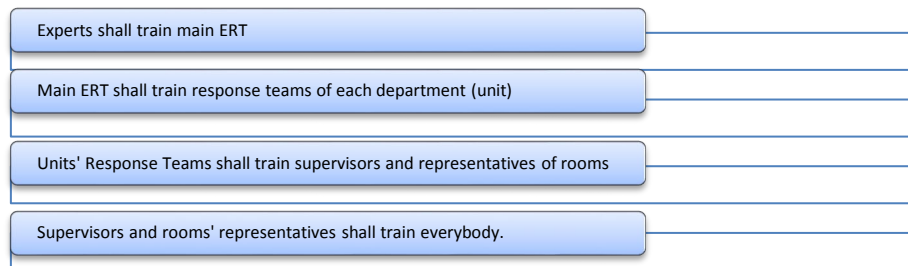 Experts shall train main ERT
Main ERT shall train response teams of each department (unit)
Units' Response Teams shall train supervisors and representatives of rooms
Supervisors and rooms' representatives shall train everybody.